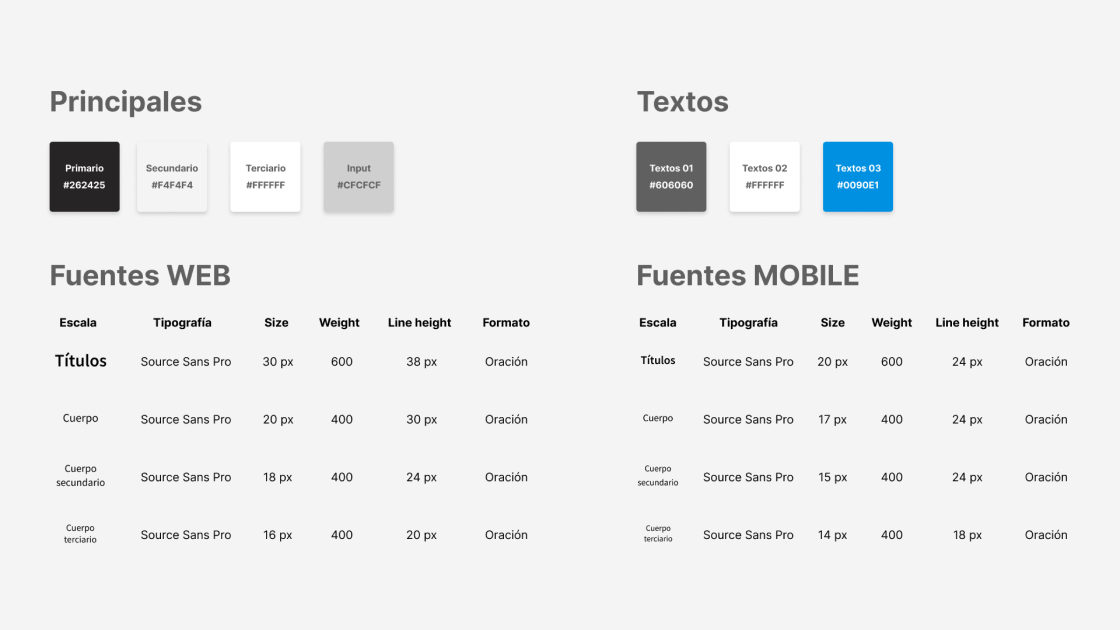 Principales
Primario
#262425
Secundario
#F4F4F4
Terciario
#FFFFFF
Input
#CFCFCF
Textos
Textos 01
#606060
Textos 02
#FFFFFF
Textos 03
#0090E1
Fuentes WEB
Escala Tipografía Size Weight Line height Formato
Títulos Source Sans Pro 30 px 600 38 px Oración
Cuerpo Source Sans Pro 20 px 400 30 px Oración
Cuerpo
secundario Source Sans Pro 18 px 400 24 px Oración
Cuerpo
terciario Source Sans Pro 16 px 400 20 px Oración
Fuentes MOBILE
Escala Tipografía Size Weight Line height Formato
Títulos Source Sans Pro 20 px 600 24 px Oración
Cuerpo Source Sans Pro 17 px 400 24 px Oración
Cuerpo
secundario Source Sans Pro 15 px 400 24 px Oración
Cuerpo
terciario Source Sans Pro 14 px 400 18 px Oración